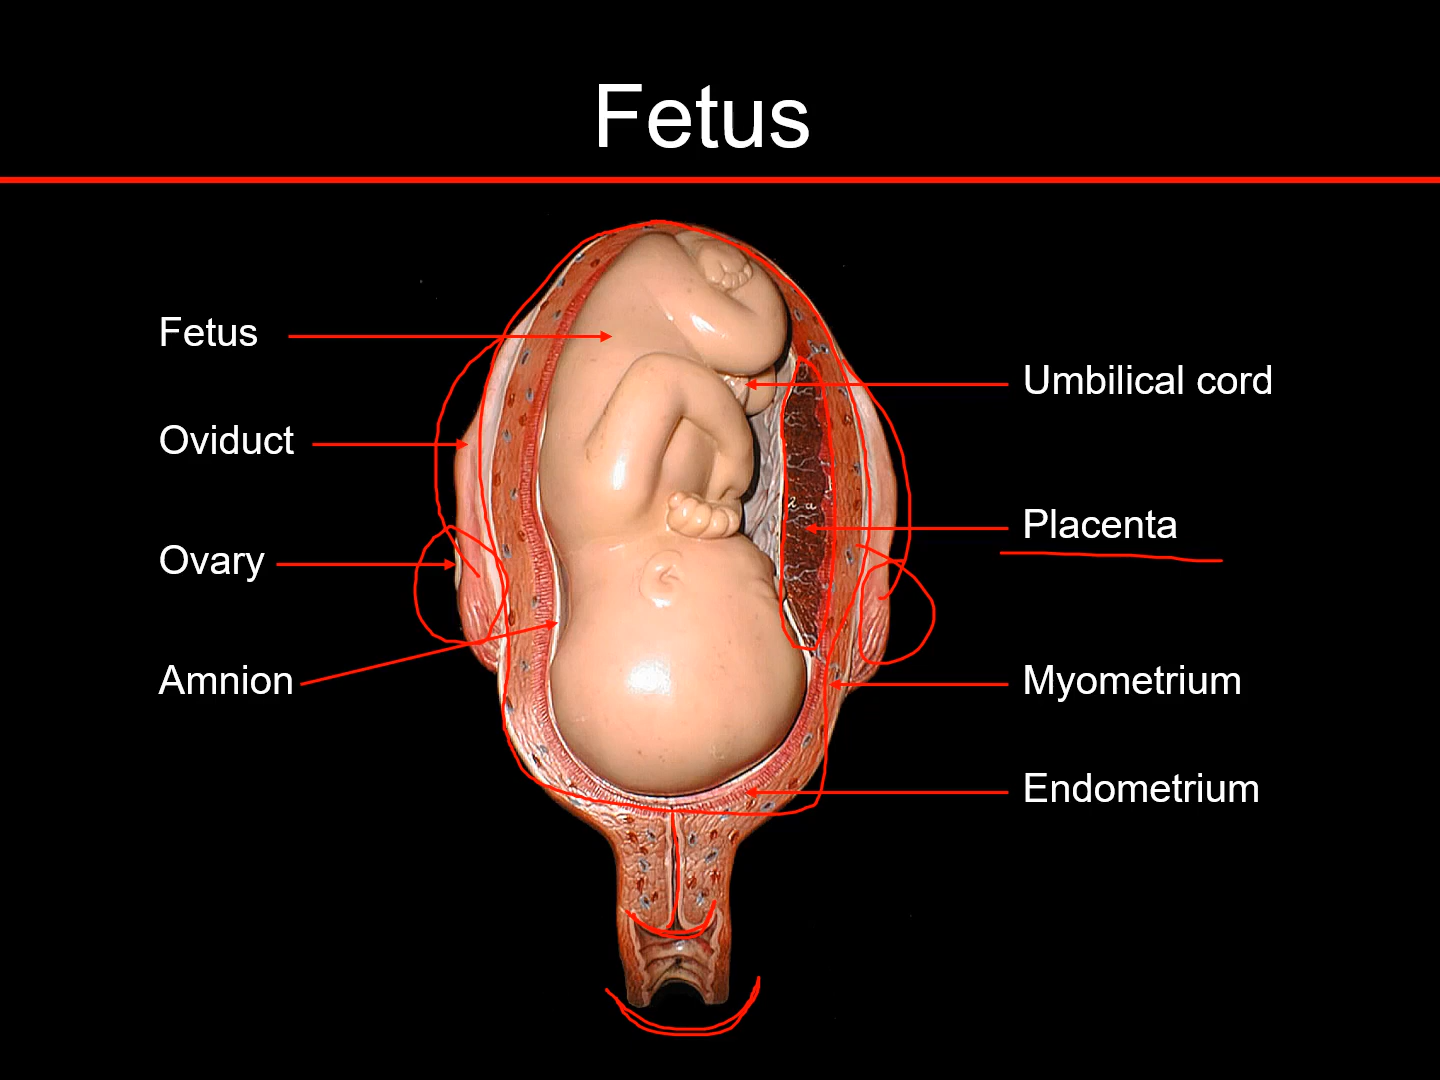 Fetus
Fetus
Oviduct
Ovary
Amnion
Umbilical cord
Placenta
Myometrium
Endometrium